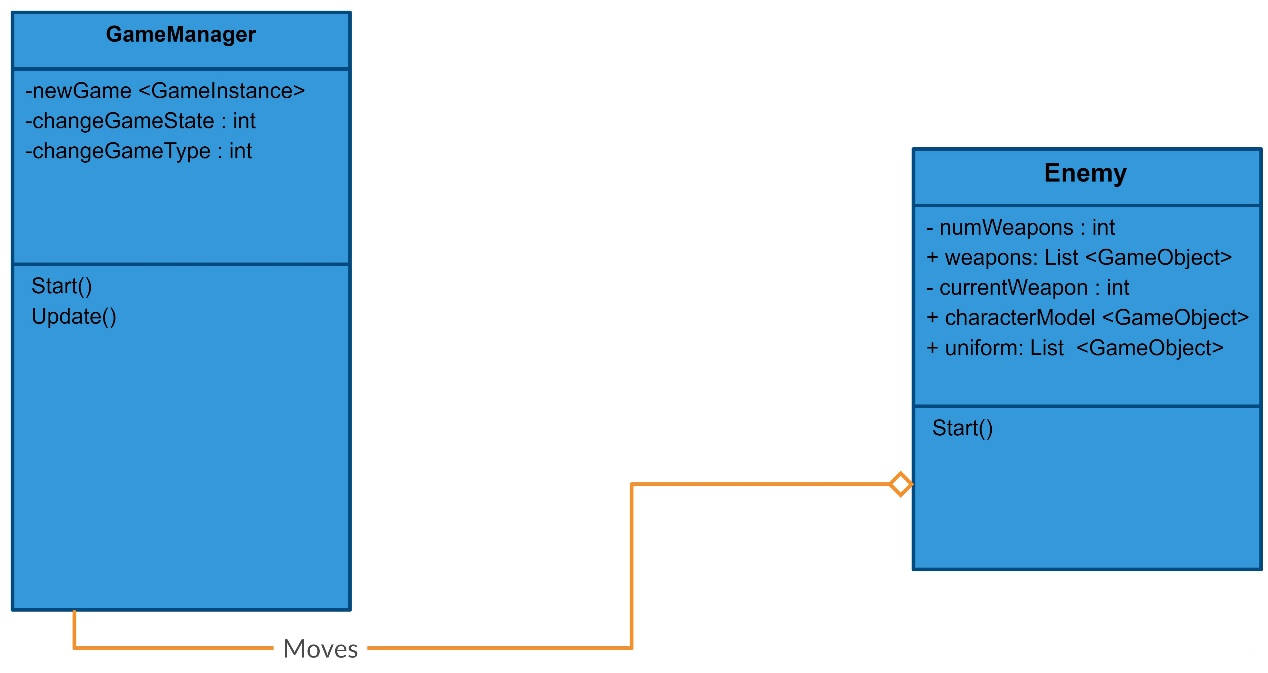 GameManager
-newGame <GameInstance>
-changeGameState : int
-changeGameType : int
Start()
Update()
Enemy
- numWeapons : int
+ weapons: List <GameObject>
- currentWeapon : int
+ characterModel <GameObject>
+ uniform: List  <GameObject>
Start()
Moves